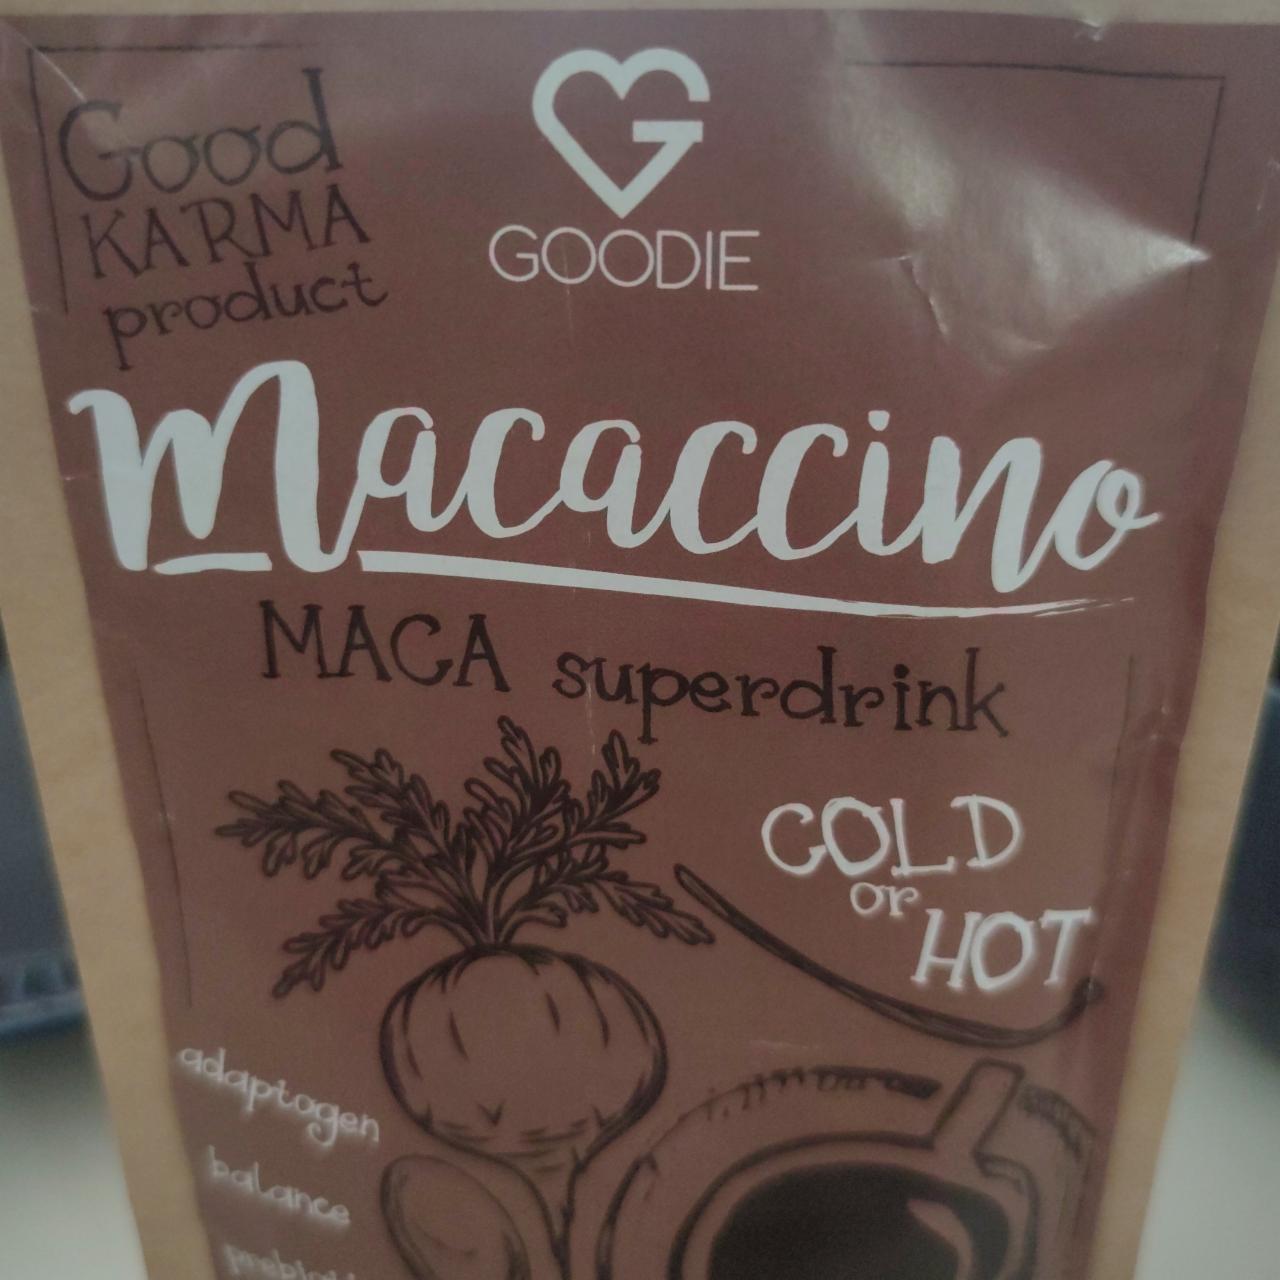 Good
KARMA
product
GOODIE
Macaccino
MACA superdrink
COLD
or
HOT
adaptogen
balance